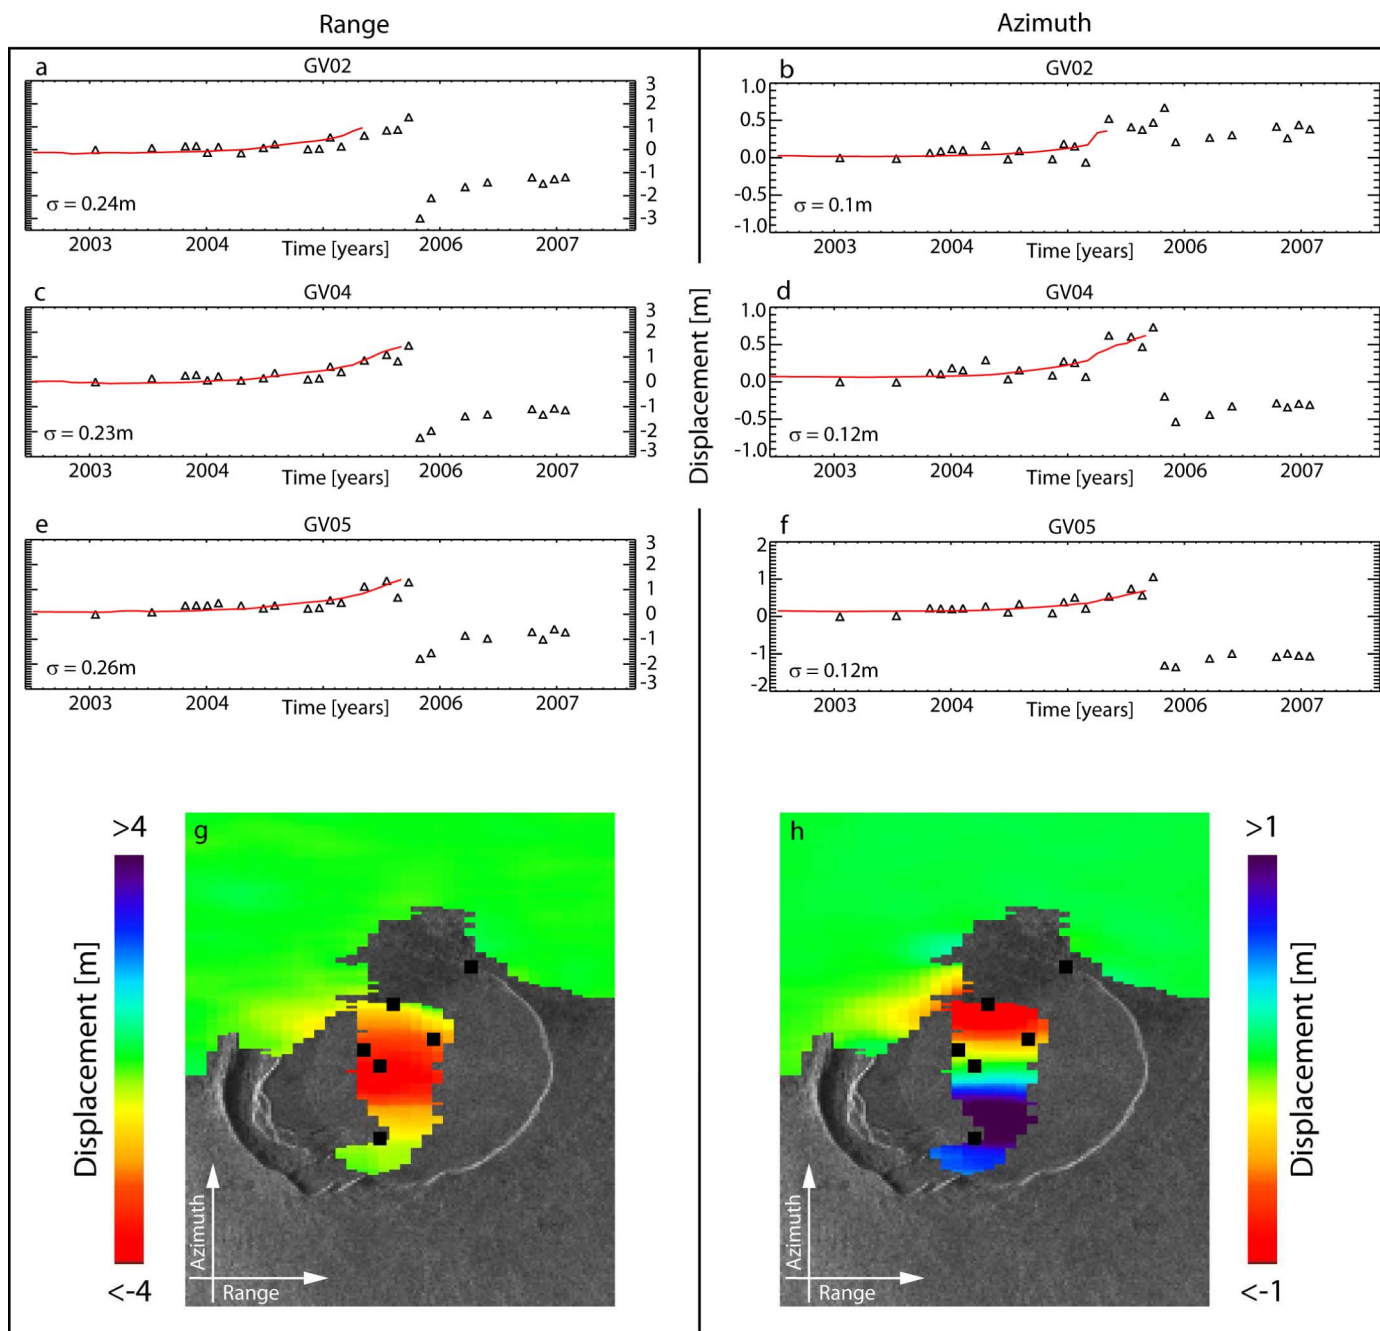 Range
Azimuth
a
GV02
3
2
1
0
-1
-2
-3
σ = 0.24m
2003
2004
Time [years]
2006
2007
b
GV02
1.0
0.5
0.0
-0.5
-1.0
σ = 0.1m
2003
2004
Time [years]
2006
2007
c
GV04
3
2
1
0
-1
-2
-3
σ = 0.23m
2003
2004
Time [years]
2006
2007
Displacement [m]
d
GV04
1.0
0.5
0.0
-0.5
-1.0
σ = 0.12m
2003
2004
Time [years]
2006
2007
e
GV05
3
2
1
0
-1
-2
-3
σ = 0.26m
2003
2004
Time [years]
2006
2007
f
GV05
2
1
0
-1
-2
σ = 0.12m
2003
2004
Time [years]
2006
2007
>4
Displacement [m]
<-4
g
Azimuth
Range
h
Azimuth
Range
>1
Displacement [m]
<-1